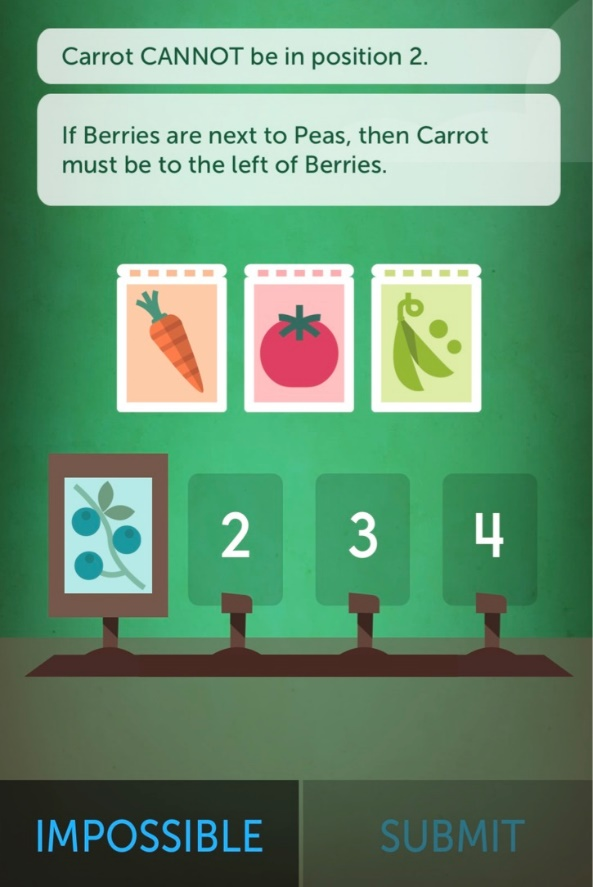 Carrot CANNOT be in position 2.
If Berries are next to Peas, then Carrot
must be to the left of Berries.
2
3
4
IMPOSSIBLE
SUBMIT